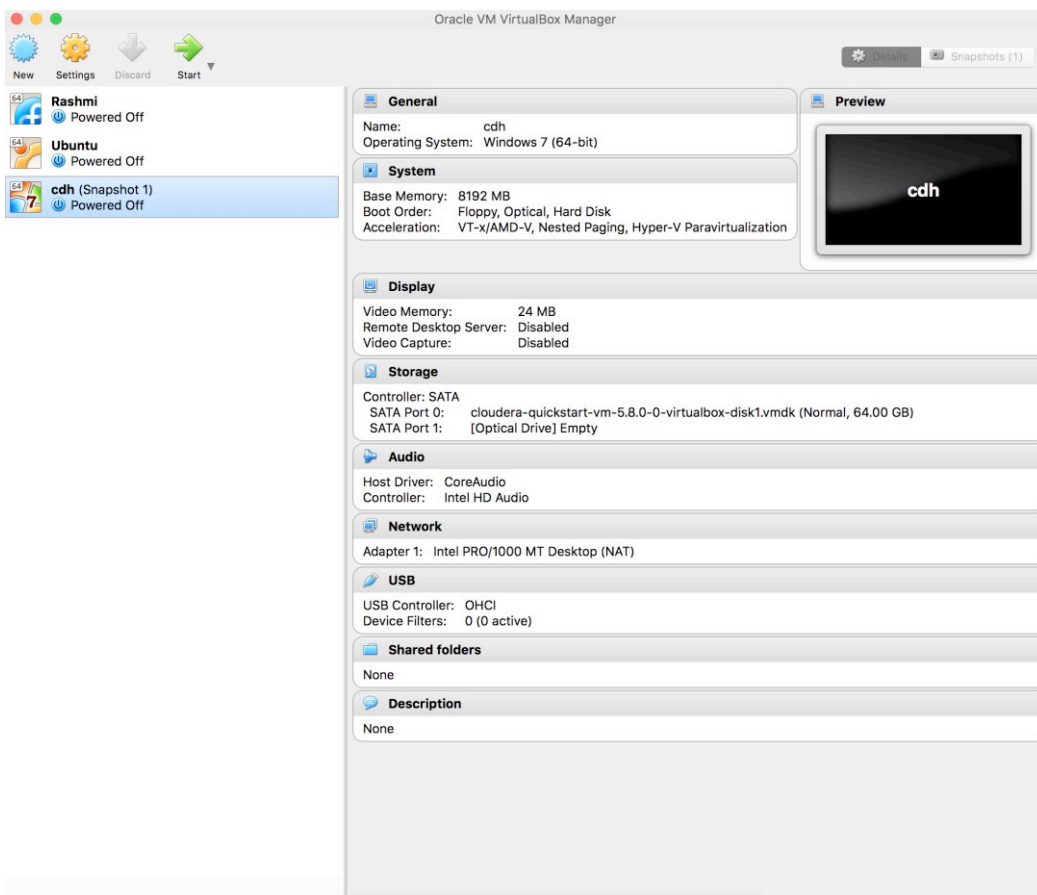 Oracle VM VirtualBox Manager
New Settings Discard Start
Details Snapshots (1)
64 Rashmi
Powered Off
64 Ubuntu
Powered Off
64 7 cdh (Snapshot 1)
Powered Off
General
Name: cdh
Operating System: Windows 7 (64-bit)
System
Base Memory: 8192 MB
Boot Order: Floppy, Optical, Hard Disk
Acceleration: VT-x/AMD-V, Nested Paging, Hyper-V Paravirtualization
Preview
cdh
Display
Video Memory: 24 MB
Remote Desktop Server: Disabled
Video Capture: Disabled
Storage
Controller: SATA
SATA Port 0: cloudera-quickstart-vm-5.8.0-0-virtualbox-disk1.vmdk (Normal, 64.00 GB)
SATA Port 1: [Optical Drive] Empty
Audio
Host Driver: CoreAudio
Controller: Intel HD Audio
Network
Adapter 1: Intel PRO/1000 MT Desktop (NAT)
USB
USB Controller: OHCI
Device Filters: 0 (0 active)
Shared folders
None
Description
None